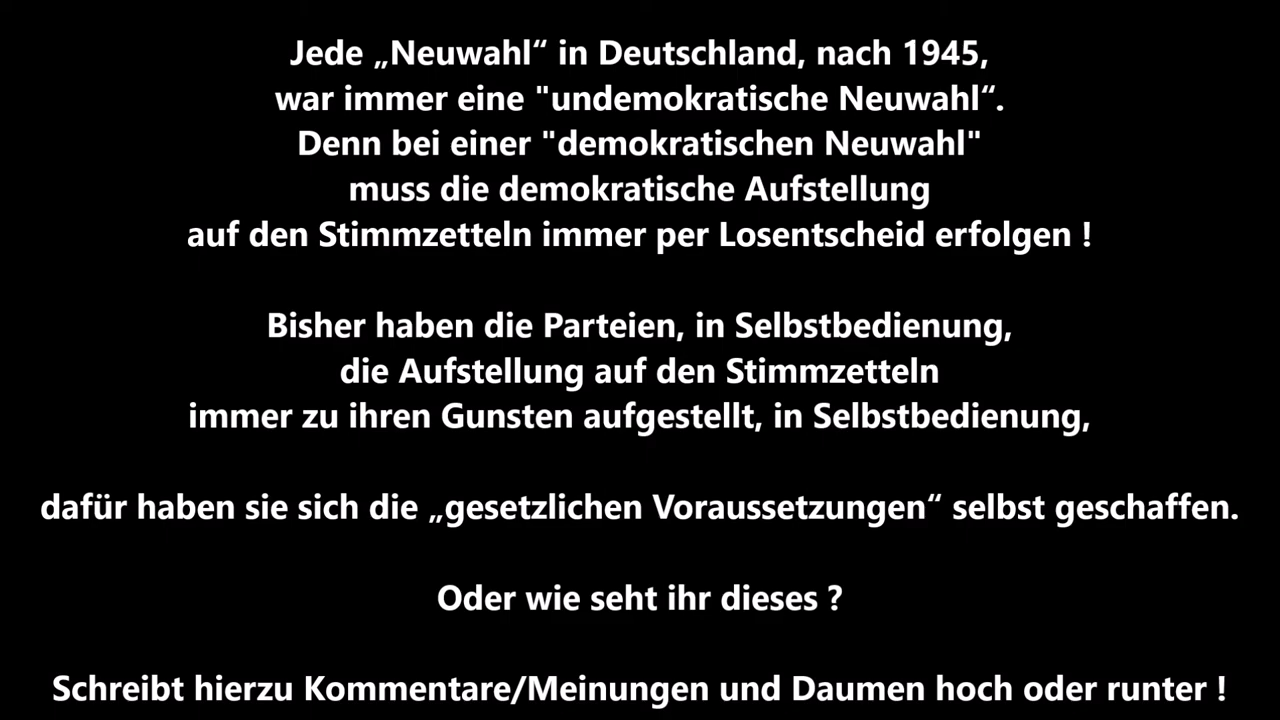 Jede „Neuwahl“ in Deutschland, nach 1945,
war immer eine "undemokratische Neuwahl“.
Denn bei einer "demokratischen Neuwahl"
muss die demokratische Aufstellung
auf den Stimmzetteln immer per Losentscheid erfolgen !
Bisher haben die Parteien, in Selbstbedienung,
die Aufstellung auf den Stimmzetteln
immer zu ihren Gunsten aufgestellt, in Selbstbedienung,
dafür haben sie sich die „gesetzlichen Voraussetzungen“ selbst geschaffen.
Oder wie seht ihr dieses ?
Schreibt hierzu Kommentare/Meinungen und Daumen hoch oder runter !